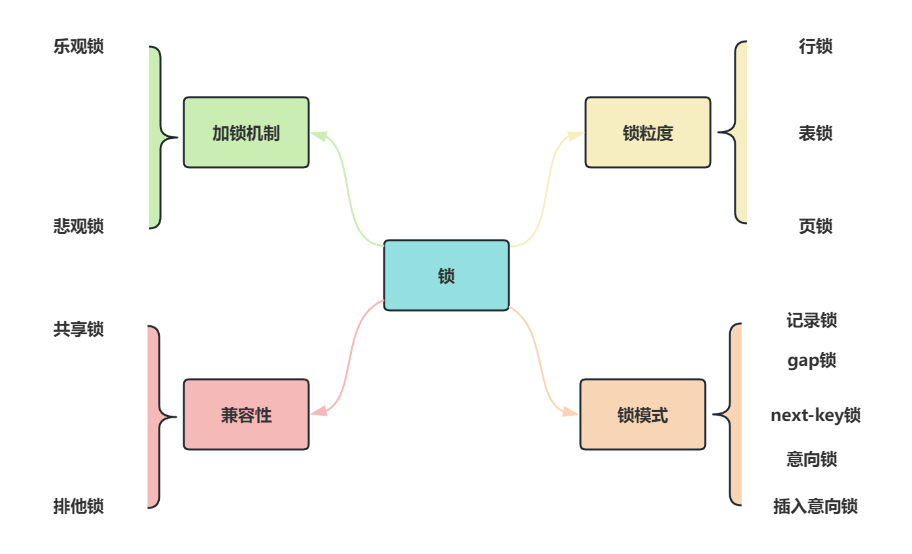 锁
加锁机制
乐观锁
悲观锁
锁粒度
行锁
表锁
页锁
兼容性
共享锁
排他锁
锁模式
记录锁
gap锁
next-key锁
意向锁
插入意向锁